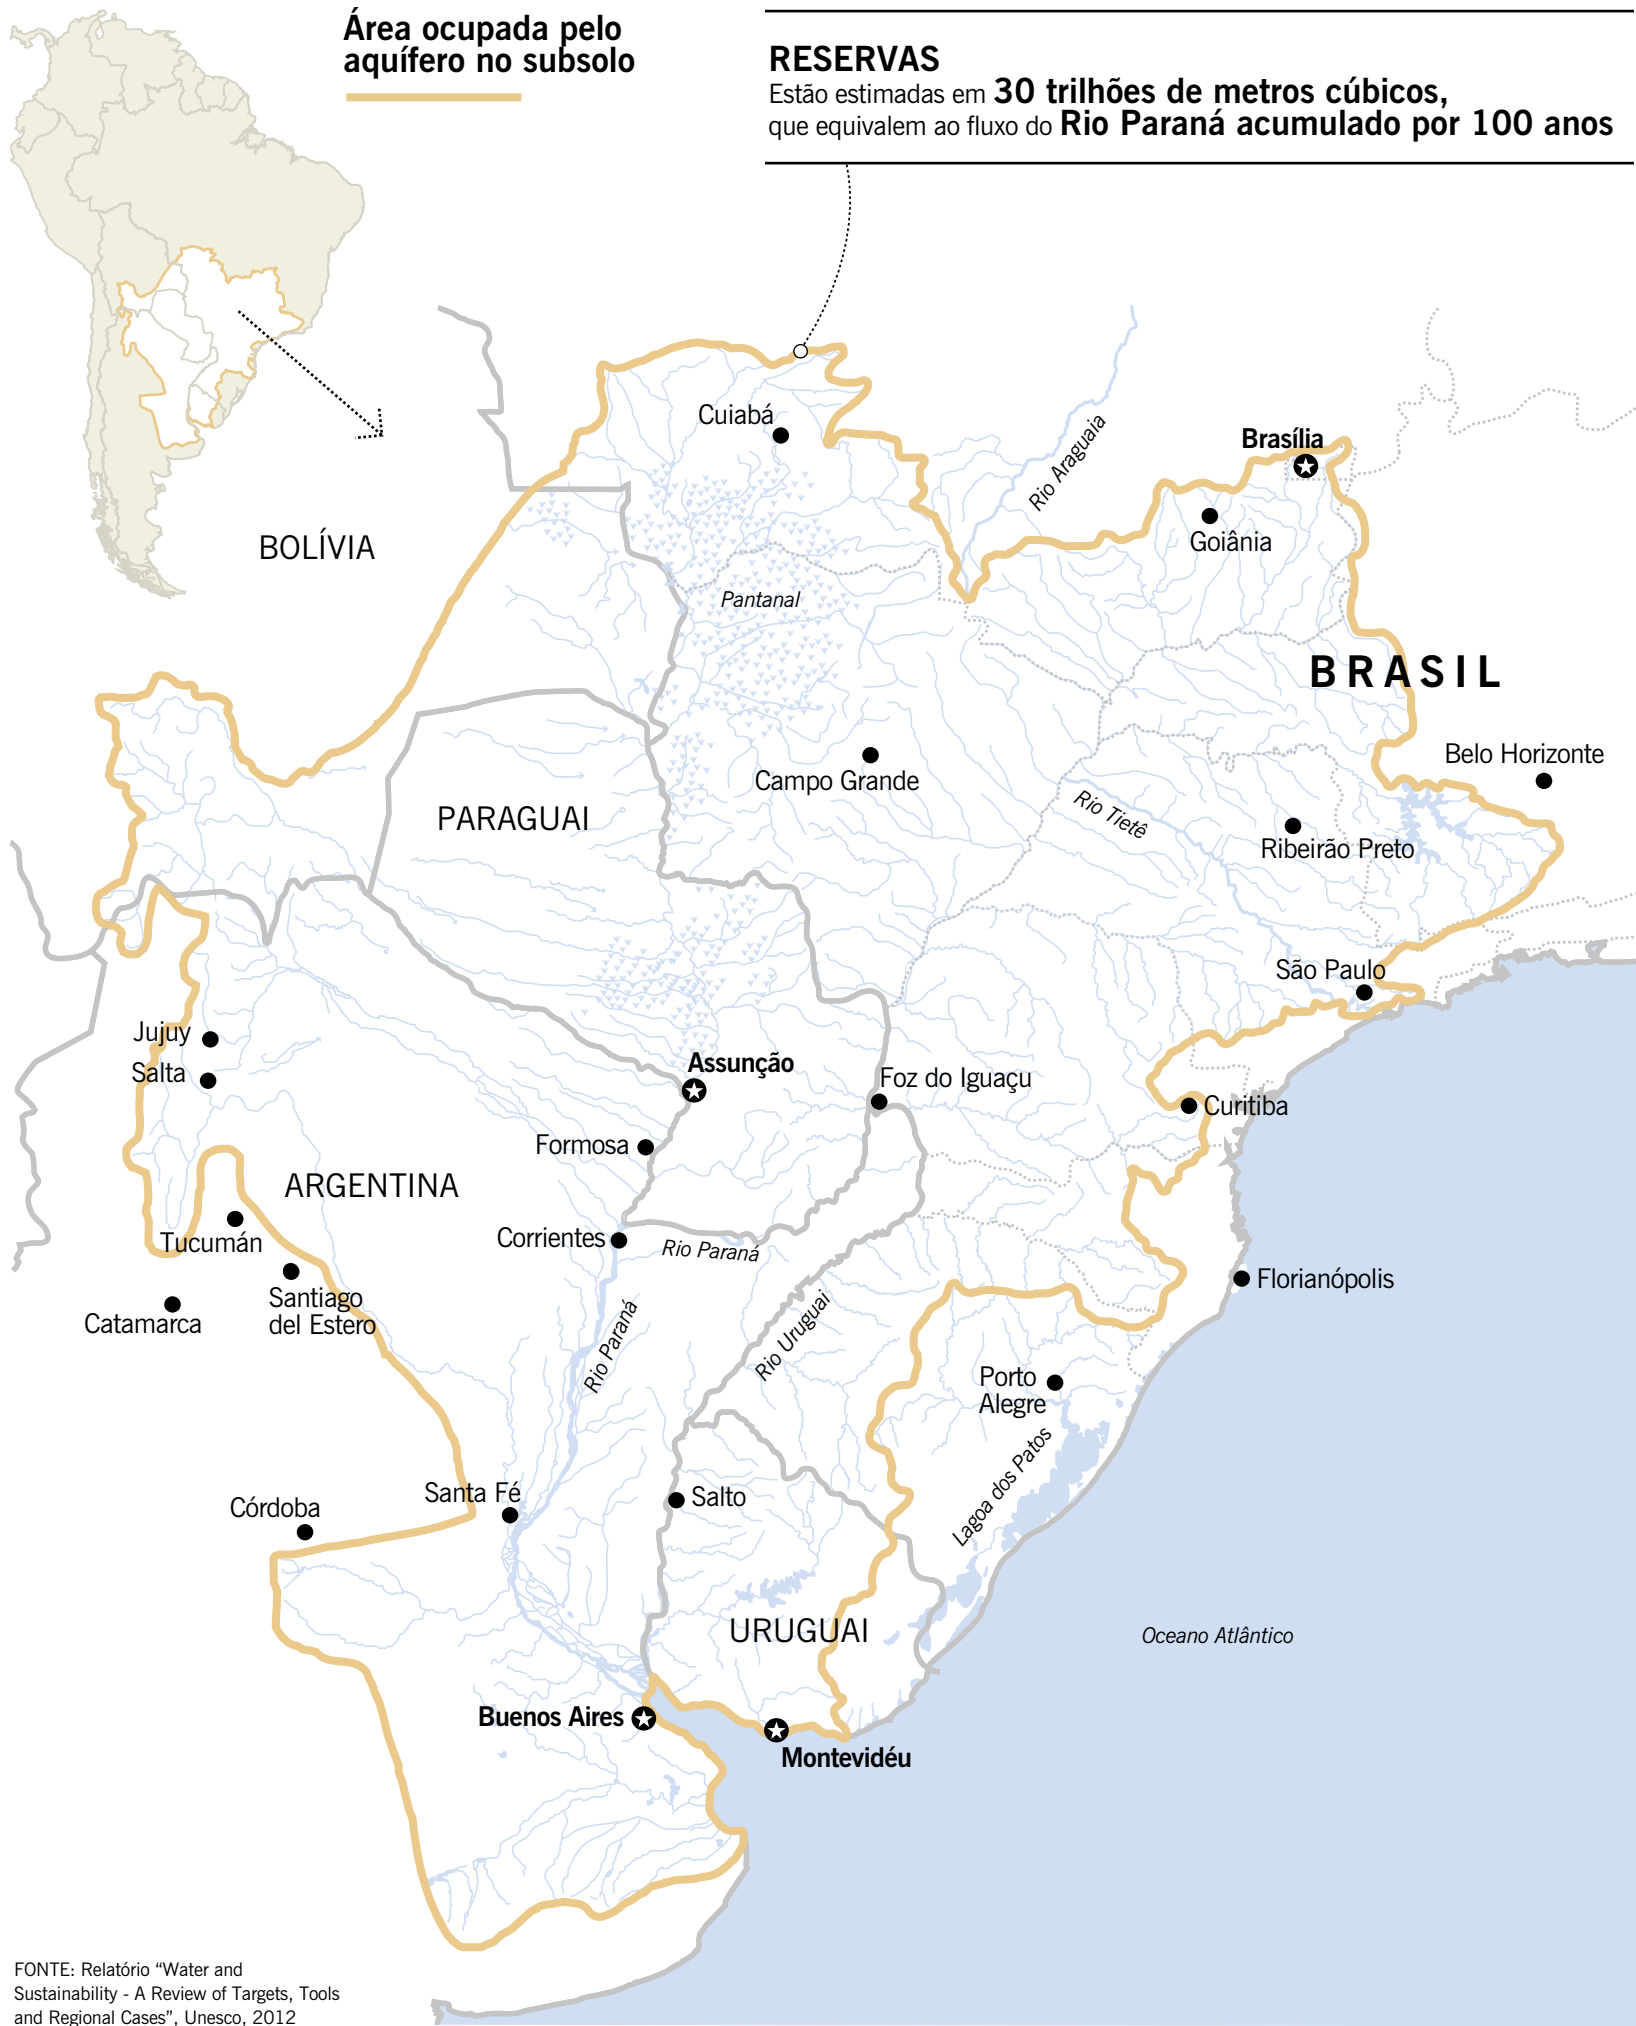 Área ocupada pelo
aquífero no subsolo
RESERVAS
Estão estimadas em 30 trilhões de metros cúbicos,
que equivalem ao fluxo do Rio Paraná acumulado por 100 anos
Cuiabá
Rio Araguaia
Brasília
Goiânia
BOLÍVIA
Pantanal
BRASIL
Belo Horizonte
Campo Grande
Rio Tietê
PARAGUAI
Ribeirão Preto
São Paulo
Jujuy
Salta
Assunção
Foz do Iguaçu
Curitiba
Formosa
ARGENTINA
Tucumán
Corrientes
Rio Paraná
Florianópolis
Santiago
del Estero
Catamarca
Rio Paraná
Rio Uruguai
Porto
Alegre
Lagoa dos Patos
Santa Fé
Salto
Córdoba
URUGUAI
Oceano Atlântico
Buenos Aires
Montevidéu
FONTE: Relatório “Water and
Sustainability - A Review of Targets, Tools
and Regional Cases”, Unesco, 2012